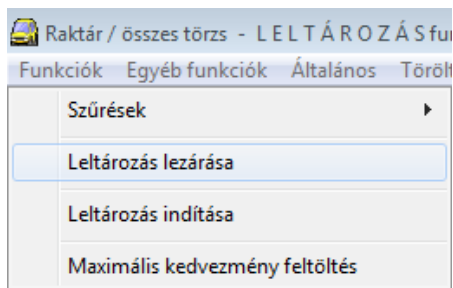 Raktár / összes törzs - L E L T Á R O Z Á S fu
Funkciók Egyéb funkciók Általános Törölt
Szűrések
Leltározás lezárása
Leltározás indítása
Maximális kedvezmény feltöltés